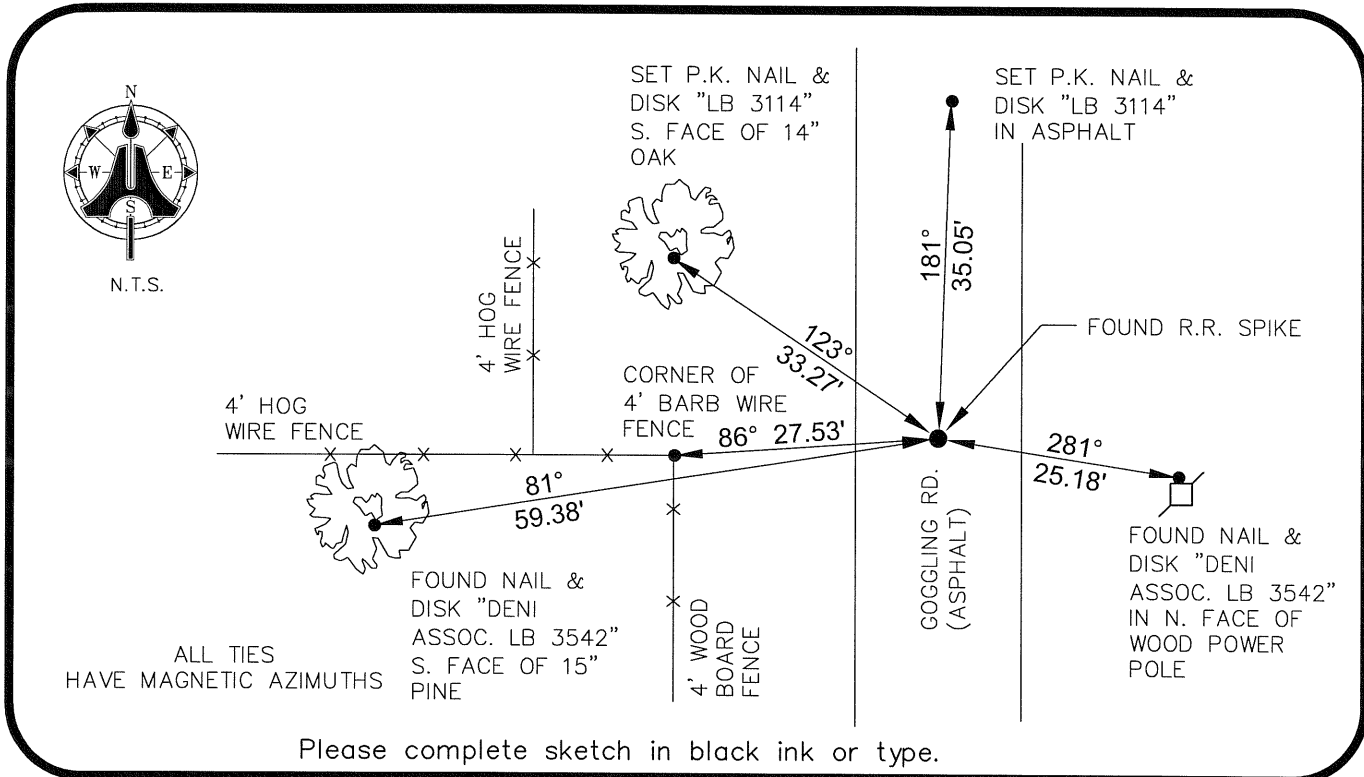 N
W
E
S
N.T.S.
SET P.K. NAIL &
DISK "LB 3114"
S. FACE OF 14"
OAK
SET P.K. NAIL &
DISK "LB 3114"
IN ASPHALT
181°
35.05'
4' HOG
WIRE FENCE
123°
33.27'
FOUND R.R. SPIKE
4' HOG
WIRE FENCE
CORNER OF
4' BARB WIRE
FENCE
86° 27.53'
281°
25.18'
81°
59.38'
GOGGLING RD.
(ASPHALT)
FOUND NAIL &
DISK "DENI
ASSOC. LB 3542"
IN N. FACE OF
WOOD POWER
POLE
FOUND NAIL &
DISK "DENI
ASSOC. LB 3542"
S. FACE OF 15"
PINE
4' WOOD
BOARD
FENCE
ALL TIES
HAVE MAGNETIC AZIMUTHS
Please complete sketch in black ink or type.